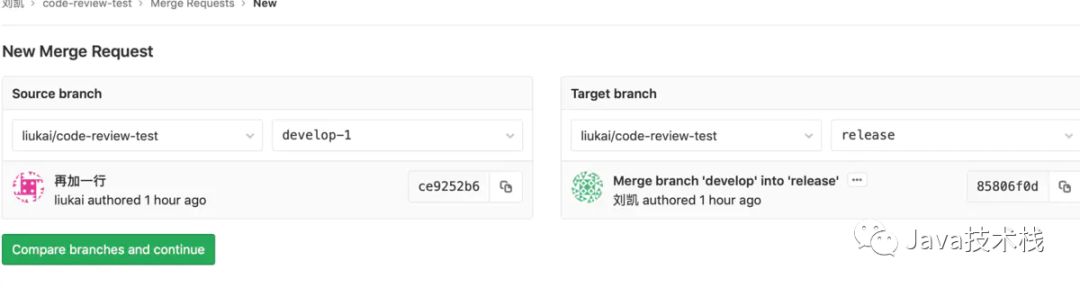 刘凯 > code-review-test > Merge Requests > New
New Merge Request
Source branch
liukai/code-review-test
develop-1
再加一行
liukai authored 1 hour ago
ce9252b6
Target branch
liukai/code-review-test
release
Merge branch 'develop' into 'release' ...
刘凯 authored 1 hour ago
85806f0d
Compare branches and continue
Java技术栈